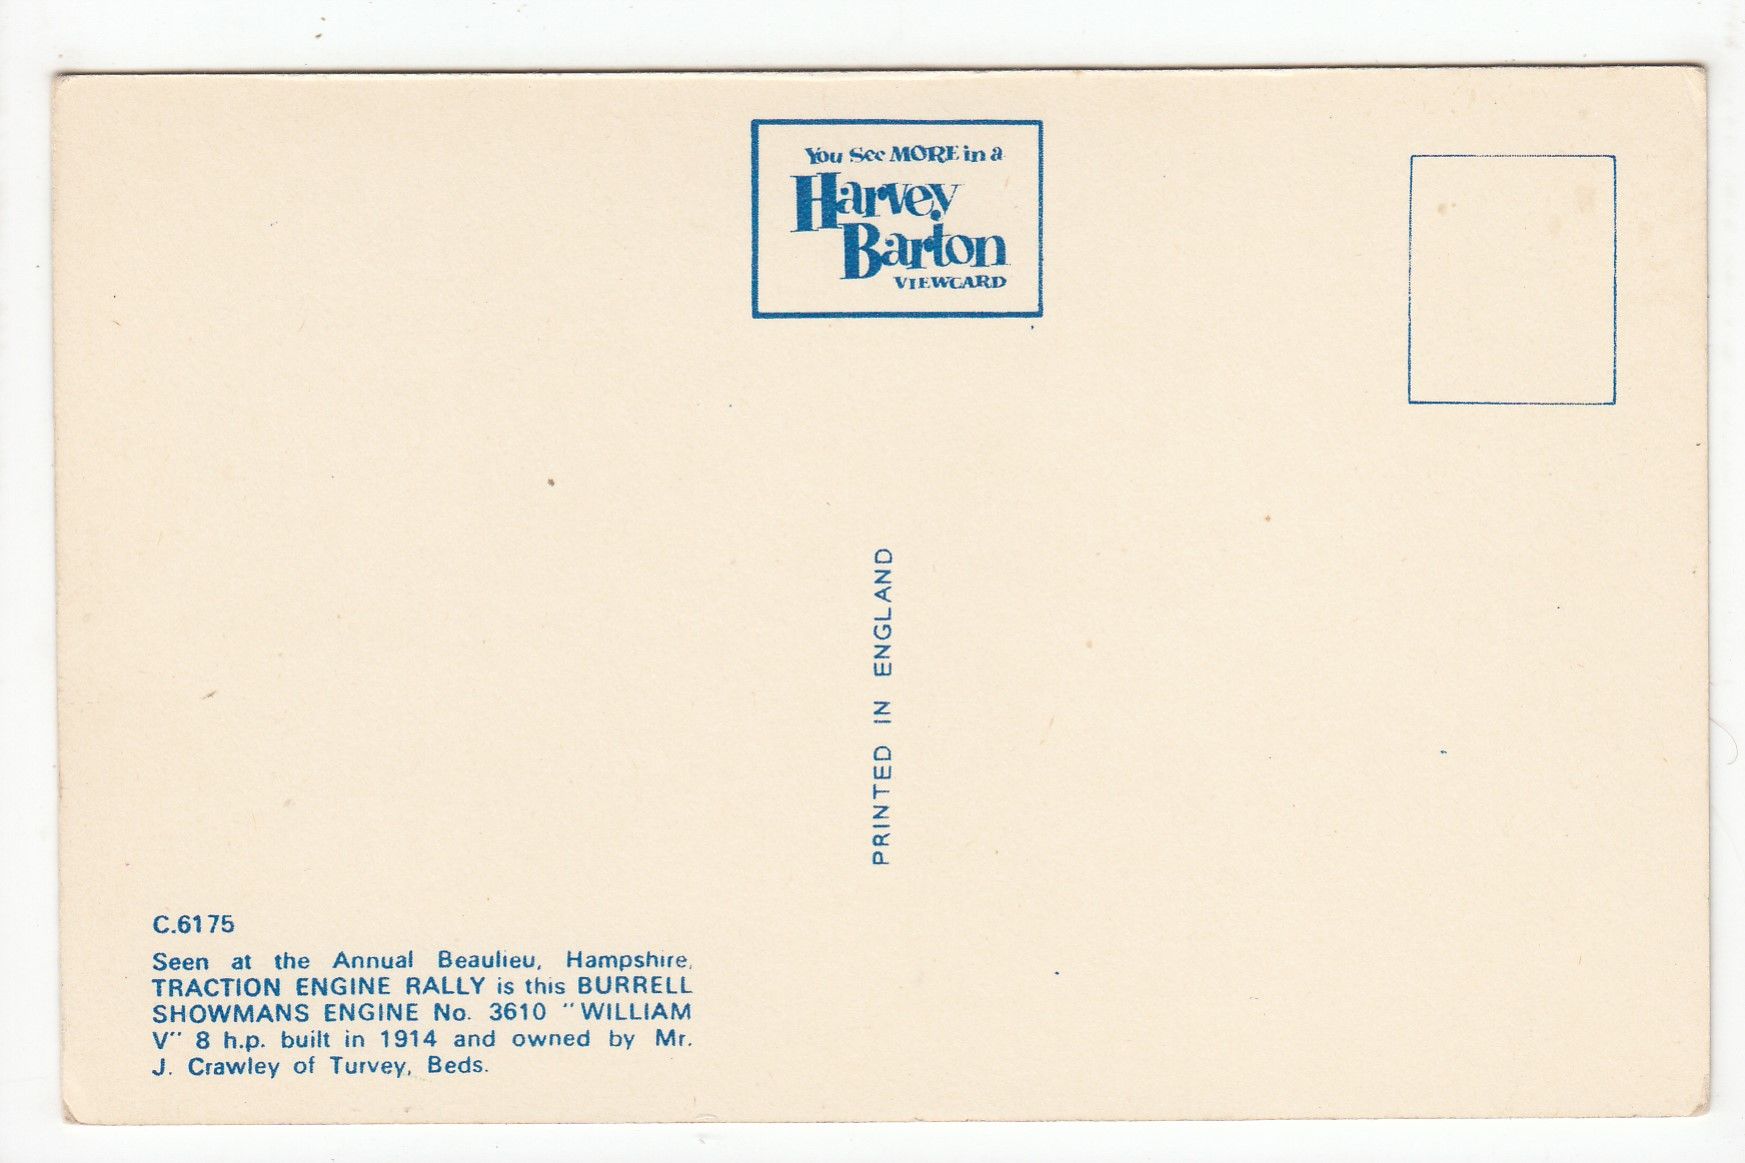 You See MORE in a
Harvey
Barton
VIEWCARD
PRINTED IN ENGLAND
C.6175
Seen at the Annual Beaulieu, Hampshire,
TRACTION ENGINE RALLY is this BURRELL
SHOWMANS ENGINE No. 3610 "WILLIAM
V" 8 h.p. built in 1914 and owned by Mr.
J. Crawley of Turvey, Beds.